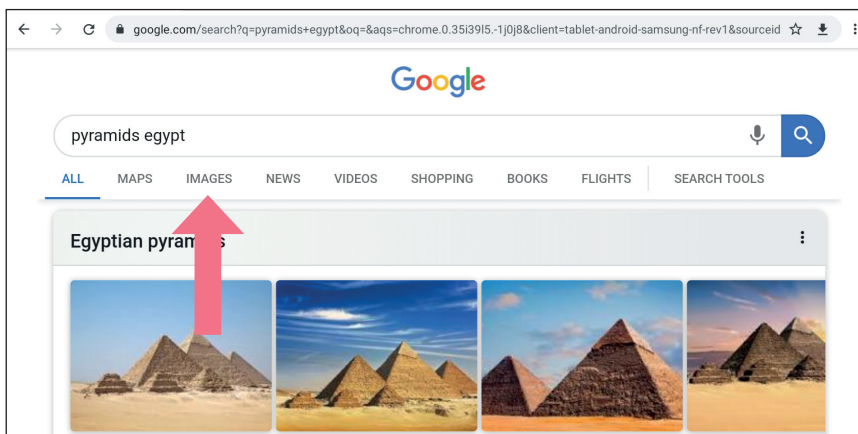 google.com/search?q=pyramids+egypt&oq=&aqs=chrome.0.35i39l5.-1j0j8&client=tablet-android-samsung-nf-rev1&sourceid
Google
pyramids egypt
ALL MAPS IMAGES NEWS VIDEOS SHOPPING BOOKS FLIGHTS SEARCH TOOLS
Egyptian pyramids